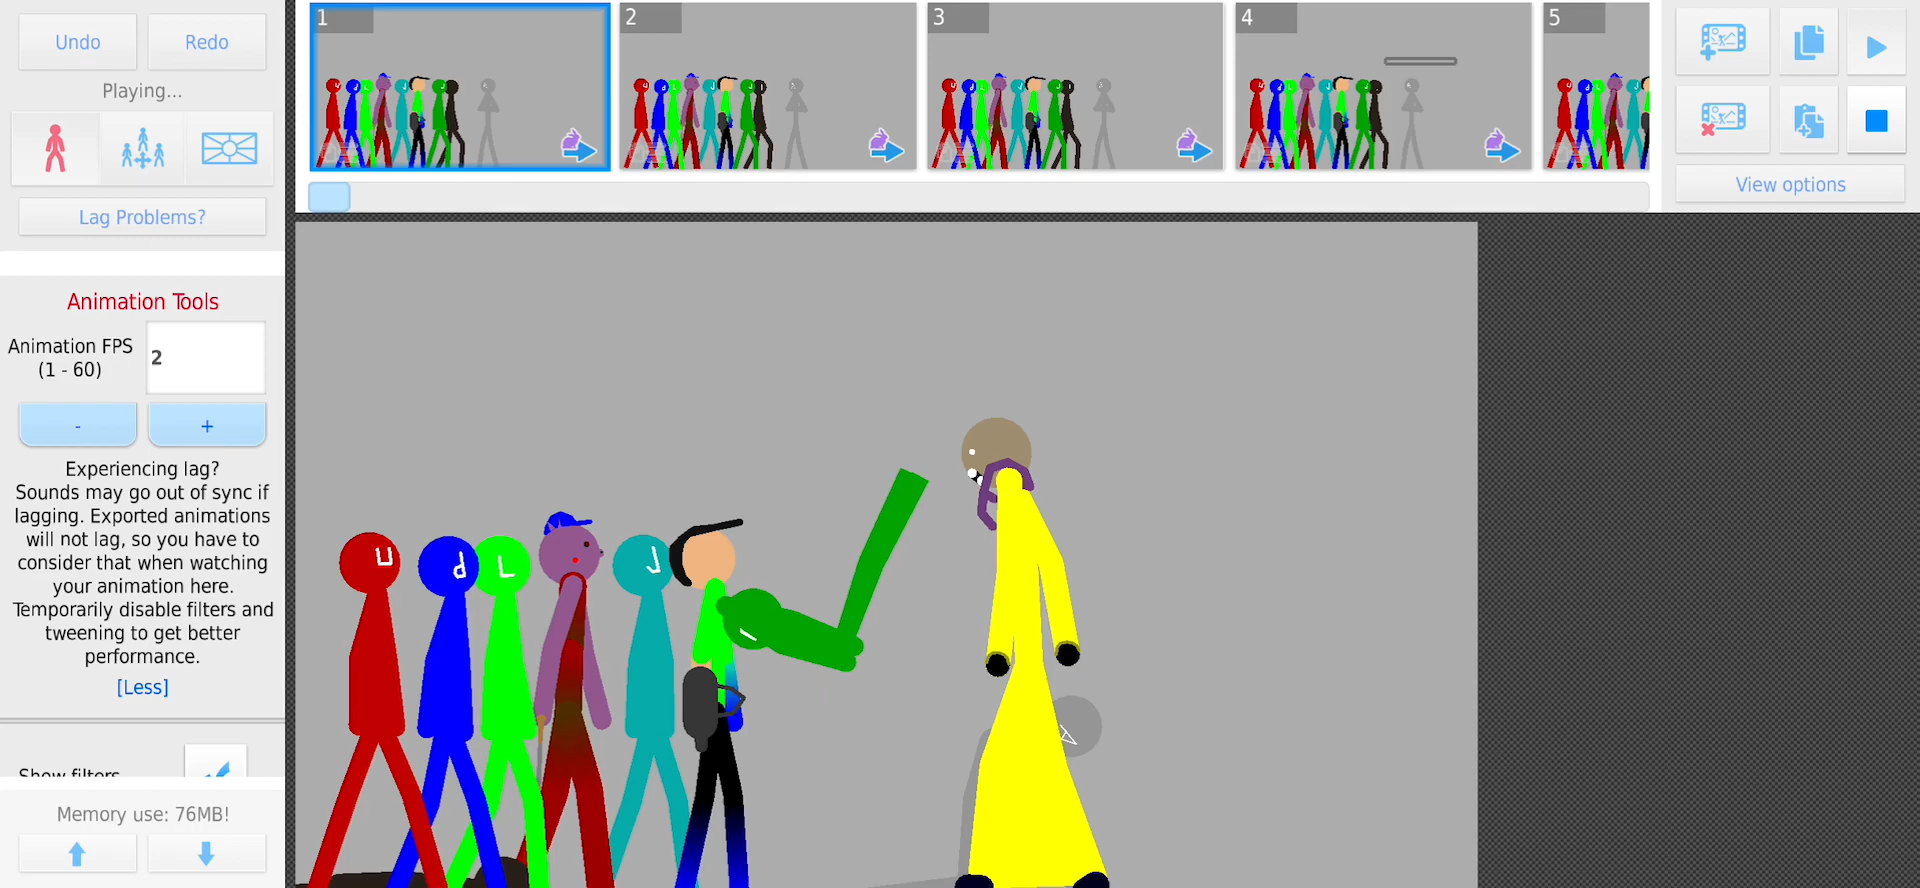 Undo Redo
Playing...
Lag Problems?
Animation Tools
Animation FPS
(1 - 60)
2
- +
Experiencing lag?
Sounds may go out of sync if
lagging. Exported animations
will not lag, so you have to
consider that when watching
your animation here.
Temporarily disable filters and
tweening to get better
performance.
[Less]
Show filters
Memory use: 76MB!
1 2 3 4 5
View options
U d L J